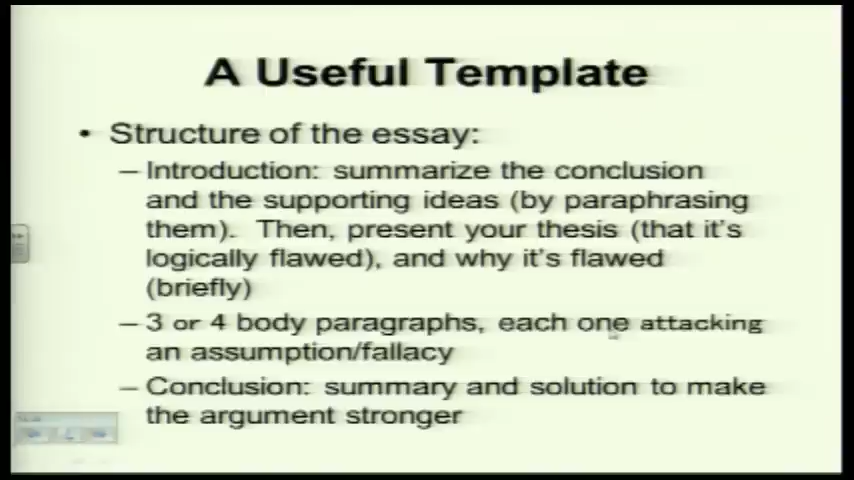 A Useful Template
• Structure of the essay:
– Introduction: summarize the conclusion
and the supporting ideas (by paraphrasing
them). Then, present your thesis (that it's
logically flawed), and why it's flawed
(briefly)
– 3 or 4 body paragraphs, each one attacking
an assumption/fallacy
– Conclusion: summary and solution to make
the argument stronger